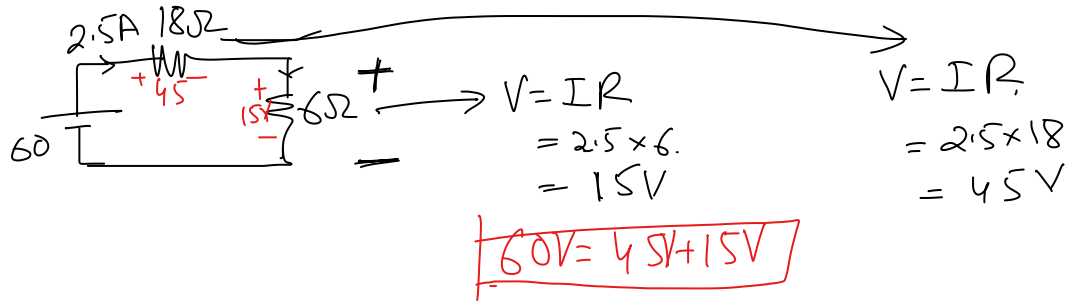 2.5A 18Ω
+ 45 −
60
+
15V
−
6Ω
+
−
V = IR
= 2.5 × 6.
= 15V
V = IR.
= 2.5 × 18
= 45V
60V = 45V + 15V